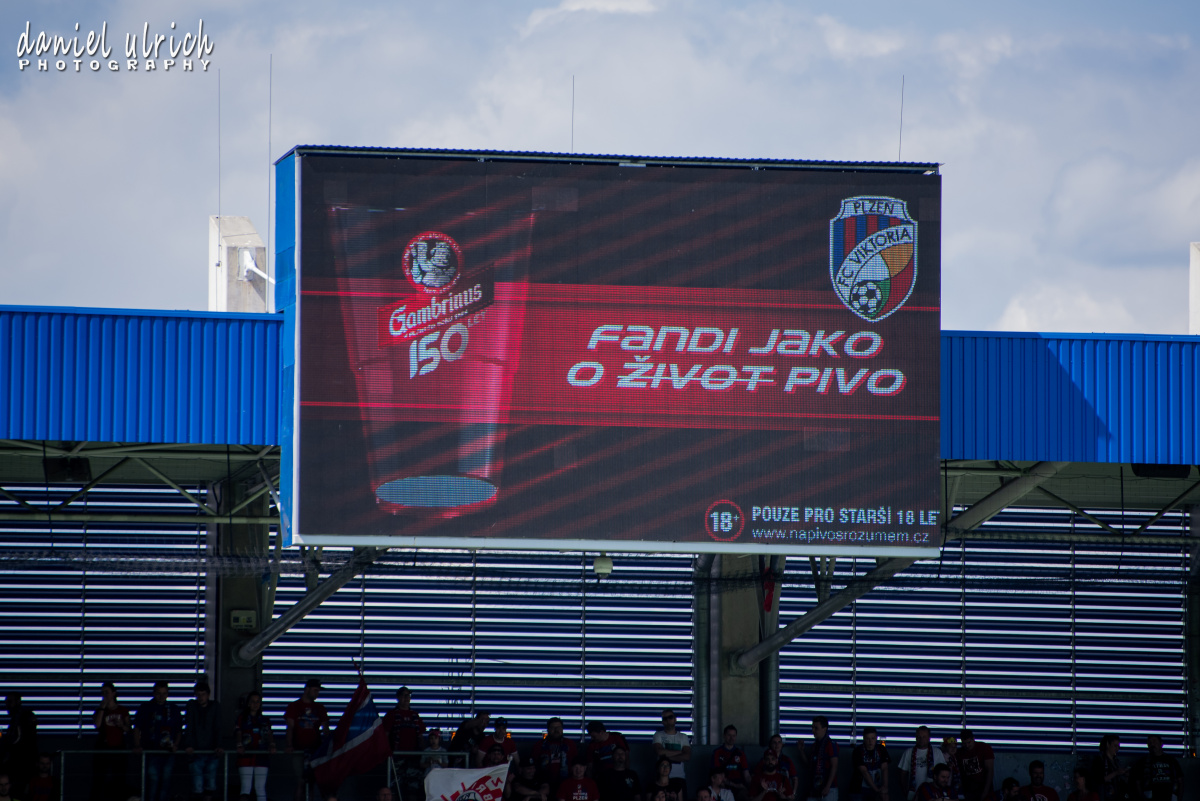 daniel ulrich
PHOTOGRAPHY
PLZEŇ
FC VIKTORIA
Gambrinus
150 LET
FANDI JAKO
O ŽIVOT PIVO
18+
POUZE PRO STARŠÍ 18 LE
www.napivosrozumem.cz